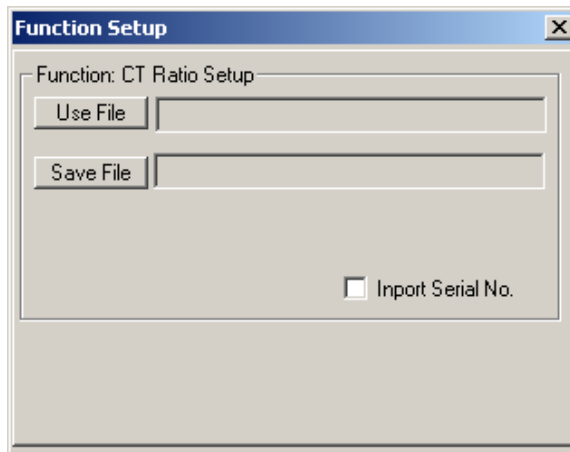 Function Setup
Function: CT Ratio Setup
Use File
Save File
Inport Serial No.